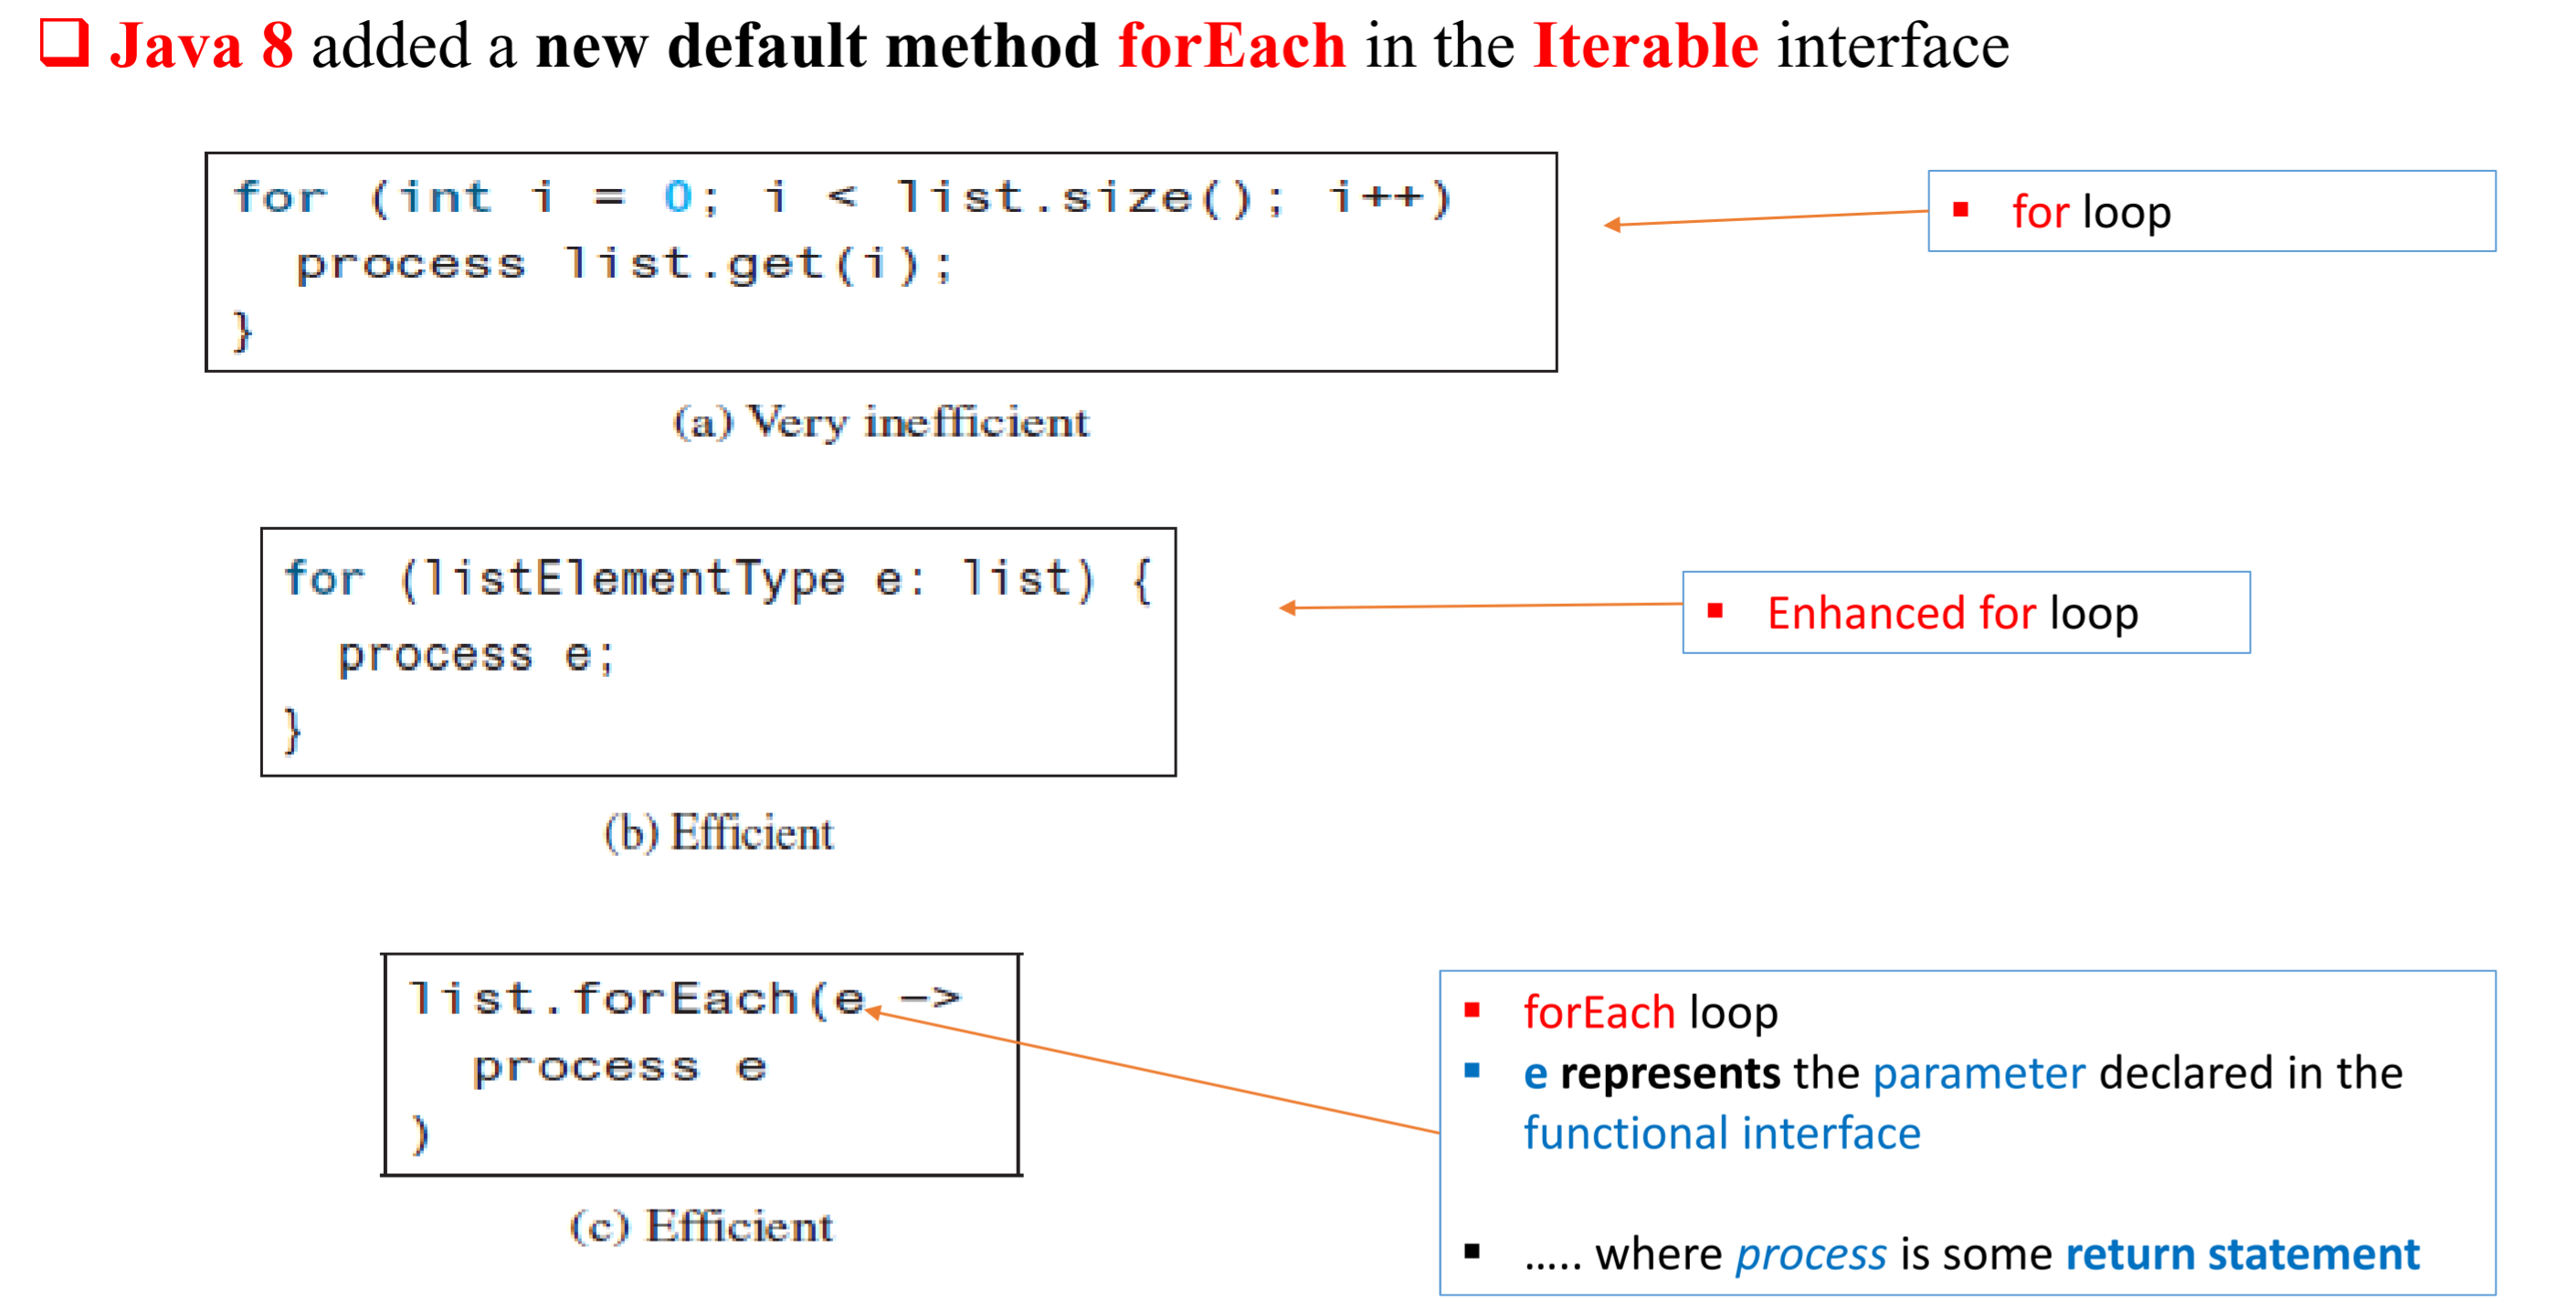 Java 8 added a new default method forEach in the Iterable interface
for (int i = 0; i < list.size(); i++)
process list.get(i);
}
for loop
(a) Very inefficient
for (listElementType e: list) {
process e;
}
Enhanced for loop
(b) Efficient
list.forEach(e ->
process e
)
(c) Efficient
forEach loop
e represents the parameter declared in the
functional interface
..... where process is some return statement